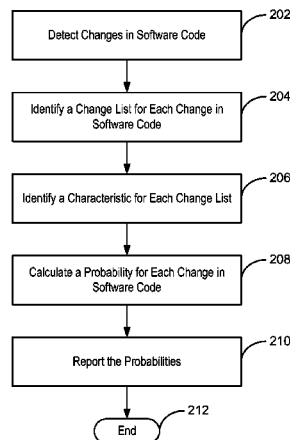 Detect Changes in Software Code
202
Identify a Change List for Each Change in
Software Code
204
Identify a Characteristic for Each Change List
206
Calculate a Probability for Each Change in
Software Code
208
Report the Probabilities
210
End
212